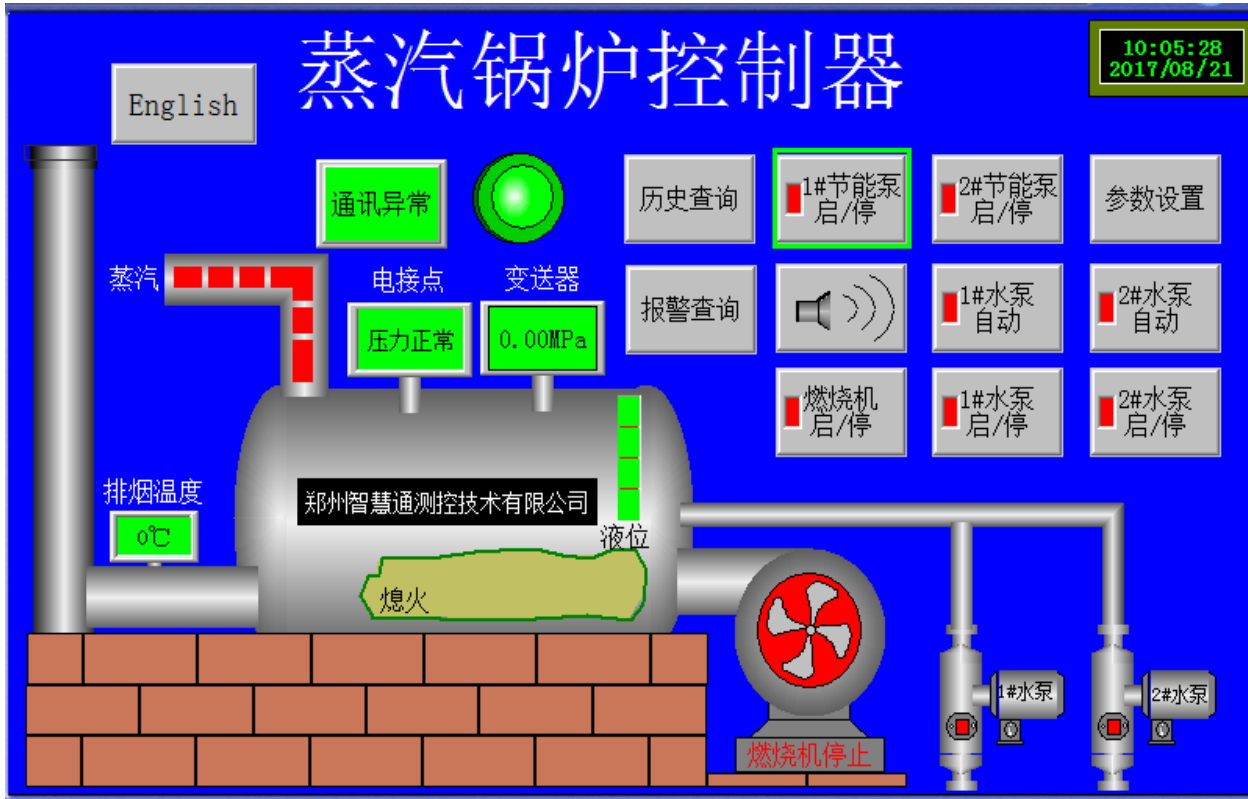 蒸汽锅炉控制器
10:05:28
2017/08/21
English
通讯异常
历史查询
1#节能泵
启/停
2#节能泵
启/停
参数设置
蒸汽
电接点
变送器
压力正常
0.00MPa
报警查询
1#水泵
自动
2#水泵
自动
燃烧机
启/停
1#水泵
启/停
2#水泵
启/停
排烟温度
0℃
郑州智慧通测控技术有限公司
液位
熄火
1#水泵
2#水泵
燃烧机停止